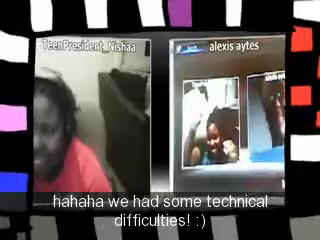 TeenPresident_Nishaa
alexis aytes
hahaha we had some technical
difficulties! :)